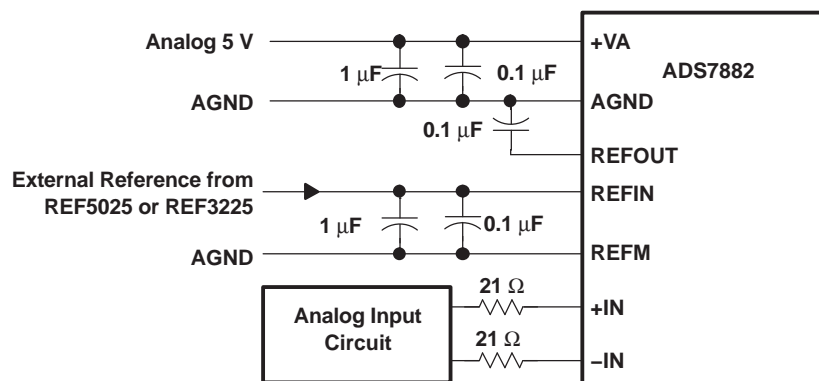 Analog 5 V
+VA
ADS7882
1 μF
0.1 μF
AGND
AGND
0.1 μF
REFOUT
External Reference from
REF5025 or REF3225
REFIN
1 μF
0.1 μF
AGND
REFM
21 Ω
+IN
Analog Input
Circuit
21 Ω
−IN